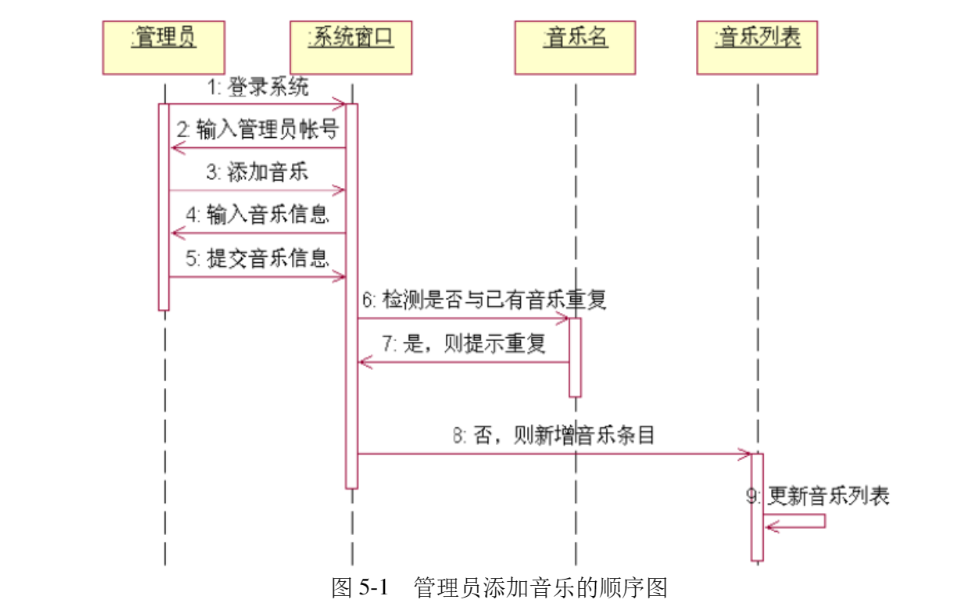 :管理员
:系统窗口
:音乐名
:音乐列表
1: 登录系统
2: 输入管理员帐号
3: 添加音乐
4: 输入音乐信息
5: 提交音乐信息
6: 检测是否与已有音乐重复
7: 是，则提示重复
8: 否，则新增音乐条目
9: 更新音乐列表
图 5-1 管理员添加音乐的顺序图